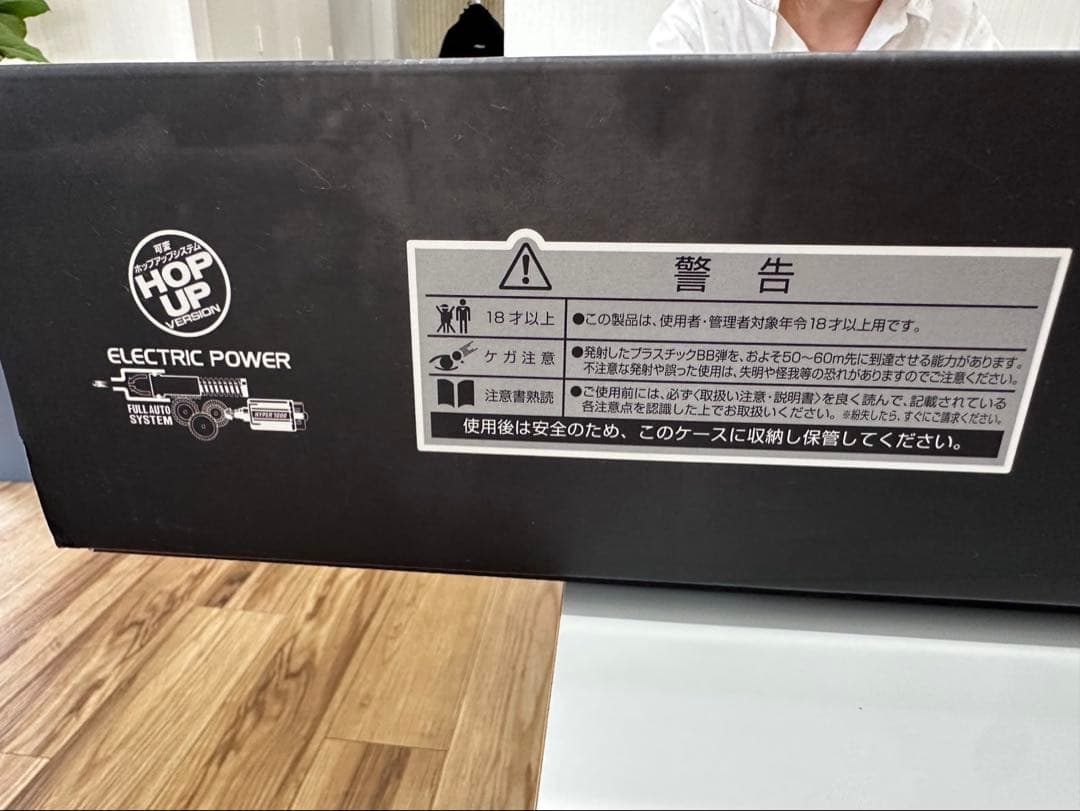 可変
ホップアップシステム
HOP
UP
VERSION
ELECTRIC POWER
FULL AUTO
SYSTEM
HYPER 1000
警告
18才以上
●この製品は、使用者・管理者対象年令18才以上用です。
ケガ注意
●発射したプラスチックBB弾を、およそ50〜60m先に到達させる能力があります。
不注意な発射や誤った使用は、失明や怪我等の恐れがありますのでご注意ください。
注意書熟読
●ご使用前には、必ず〈取扱い注意・説明書〉を良く読んで、記載されている
各注意点を認識した上でお取扱いください。※紛失したら、すぐにご請求ください。
使用後は安全のため、このケースに収納し保管してください。